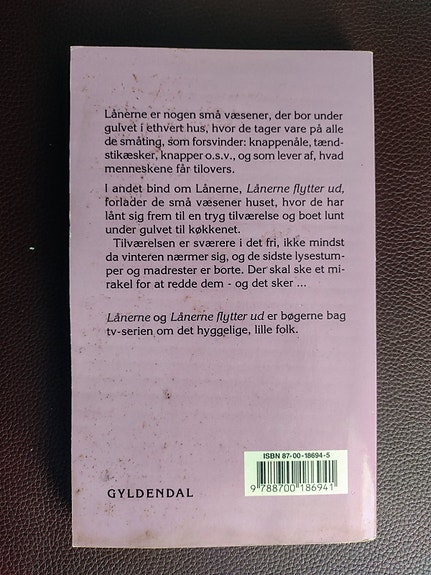 Lånerne er nogen små væsener, der bor under
gulvet i ethvert hus, hvor de tager vare på alle
de småting, som forsvinder: knappenåle, tænd-
stikæsker, knapper o.s.v., og som lever af, hvad
menneskene får tilovers.
I andet bind om Lånerne, Lånerne flytter ud,
forlader de små væsener huset, hvor de har
lånt sig frem til en tryg tilværelse og boet lunt
under gulvet til køkkenet.
Tilværelsen er sværere i det fri, ikke mindst
da vinteren nærmer sig, og de sidste lysestum-
per og madrester er borte. Der skal ske et mi-
rakel for at redde dem - og det sker ...
Lånerne og Lånerne flytter ud er bøgerne bag
tv-serien om det hyggelige, lille folk.
ISBN 87-00-18694-5
9 788700 186941
GYLDENDAL